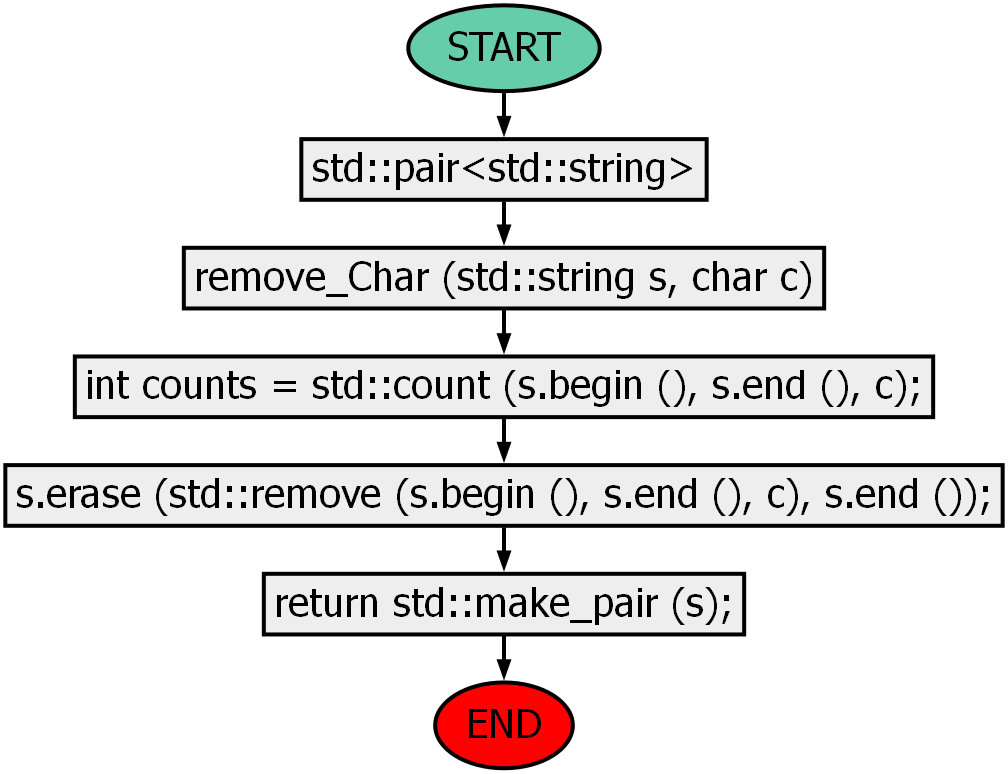 START
std::pair<std::string>
remove_Char (std::string s, char c)
int counts = std::count (s.begin (), s.end (), c);
s.erase (std::remove (s.begin (), s.end (), c), s.end ());
return std::make_pair (s);
END